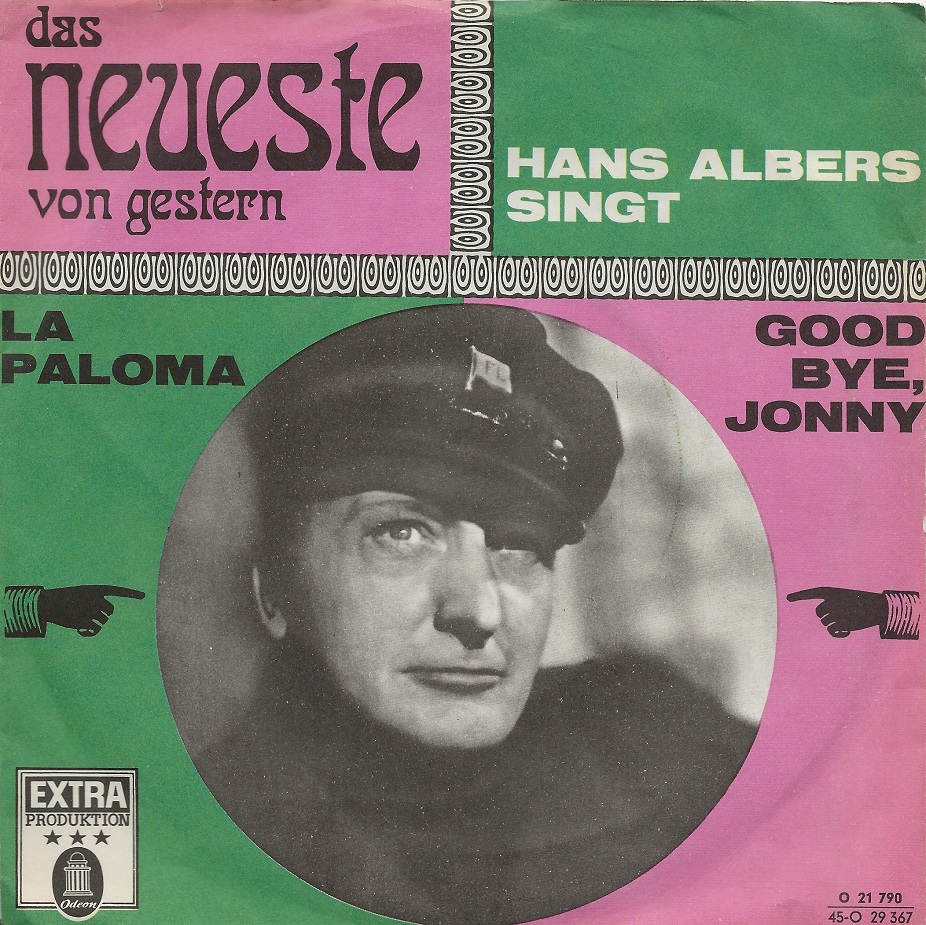 das
neueste
von gestern
HANS ALBERS
SINGT
LA
PALOMA
GOOD
BYE,
JONNY
FL
EXTRA
PRODUKTION
Odeon
O 21 790
45-O 29 367